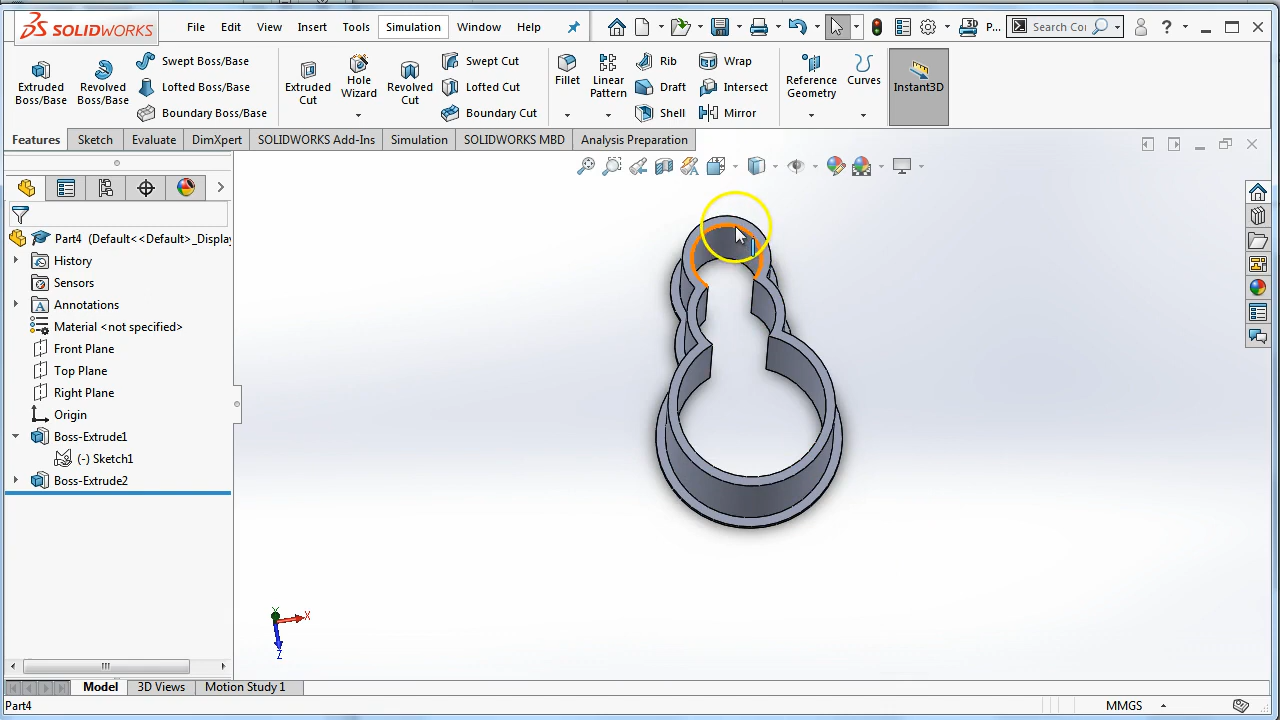 SOLIDWORKS File Edit View Insert Tools Simulation Window Help P... Search Co ?
Extruded Boss/Base
Revolved Boss/Base
Swept Boss/Base
Lofted Boss/Base
Boundary Boss/Base
Extruded Cut
Hole Wizard
Revolved Cut
Swept Cut
Lofted Cut
Boundary Cut
Fillet
Linear Pattern
Rib
Draft
Shell
Wrap
Intersect
Mirror
Reference Geometry
Curves
Instant3D
Features Sketch Evaluate DimXpert SOLIDWORKS Add-Ins Simulation SOLIDWORKS MBD Analysis Preparation
Part4 (Default<<Default>_Display
History
Sensors
Annotations
Material <not specified>
Front Plane
Top Plane
Right Plane
Origin
Boss-Extrude1
(-) Sketch1
Boss-Extrude2
Y
X
Z
Model 3D Views Motion Study 1
Part4 MMGS